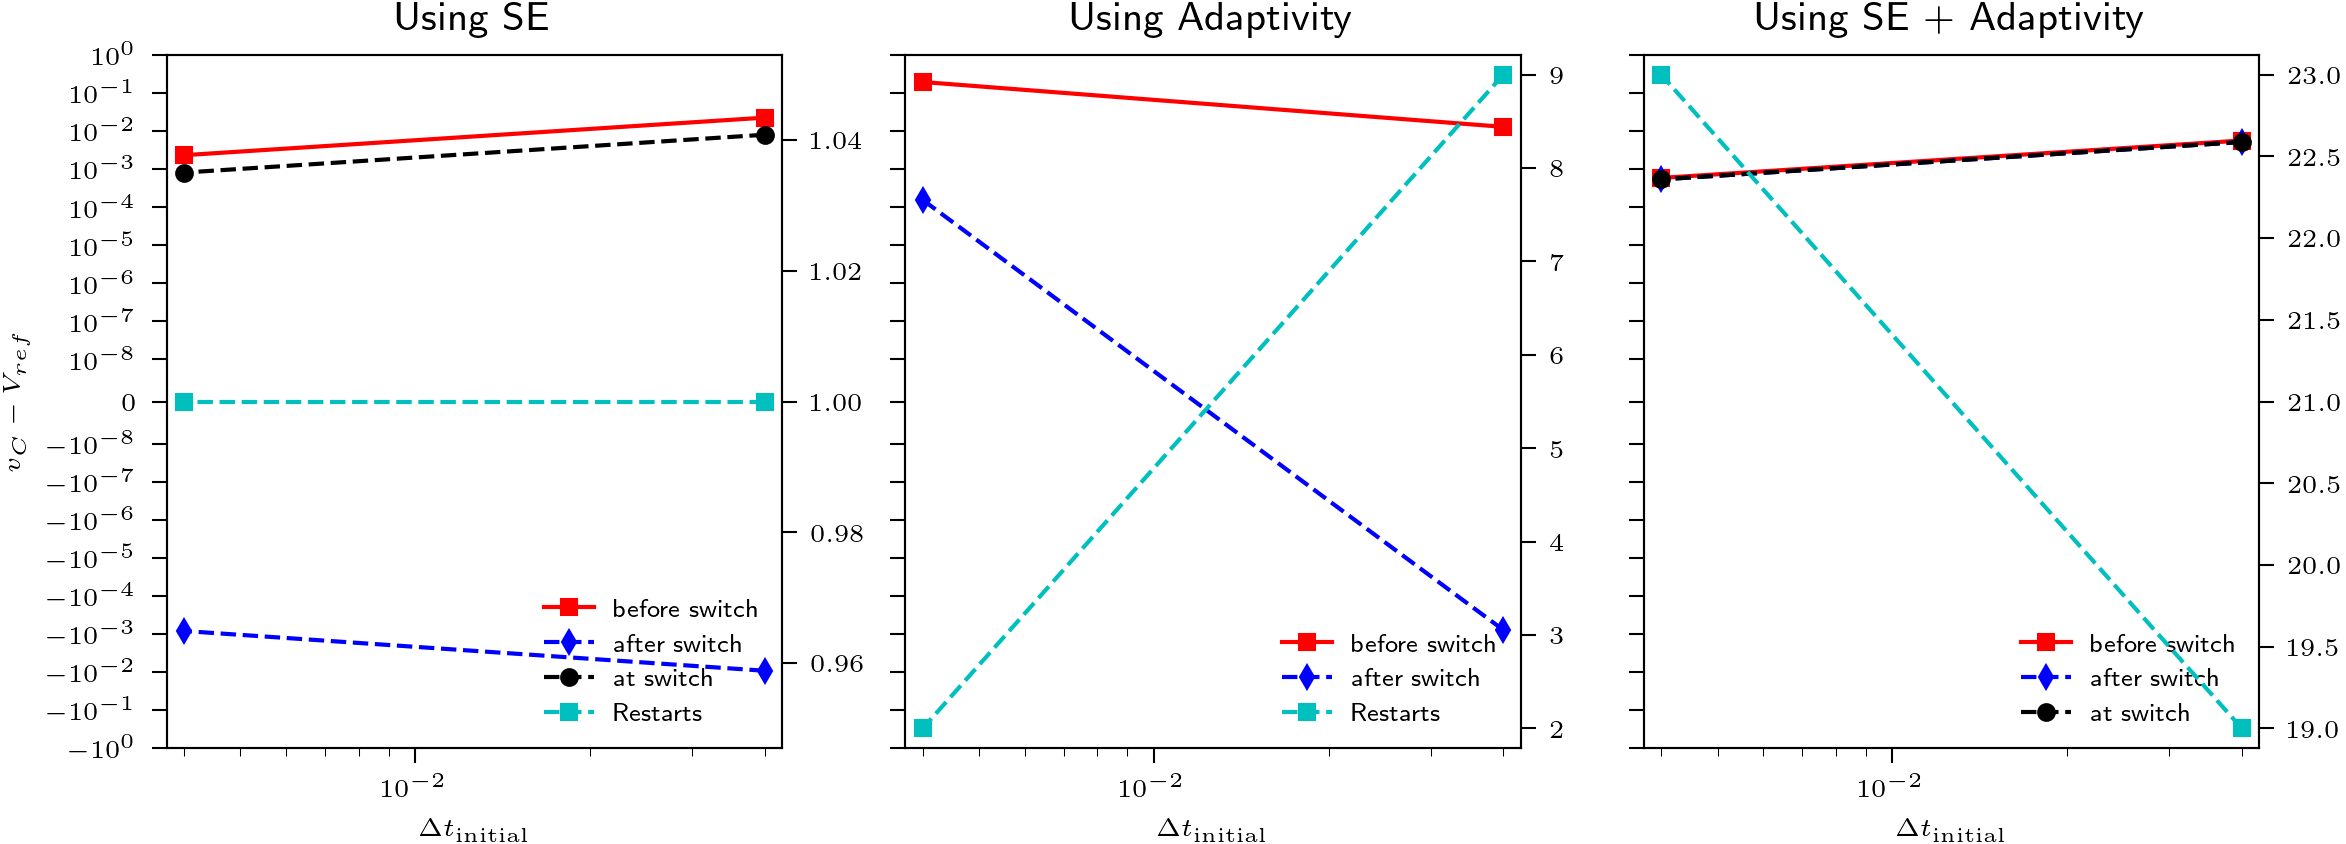 Using SE
10⁰
10⁻¹
10⁻²
10⁻³
10⁻⁴
10⁻⁵
10⁻⁶
10⁻⁷
10⁻⁸
0
−10⁻⁸
−10⁻⁷
−10⁻⁶
−10⁻⁵
−10⁻⁴
−10⁻³
−10⁻²
−10⁻¹
−10⁰
v_C − V_ref
1.04
1.02
1.00
0.98
0.96
before switch
after switch
at switch
Restarts
10⁻²
Δt_initial
Using Adaptivity
9
8
7
6
5
4
3
2
before switch
after switch
Restarts
10⁻²
Δt_initial
Using SE + Adaptivity
23.0
22.5
22.0
21.5
21.0
20.5
20.0
19.5
19.0
before switch
after switch
at switch
10⁻²
Δt_initial